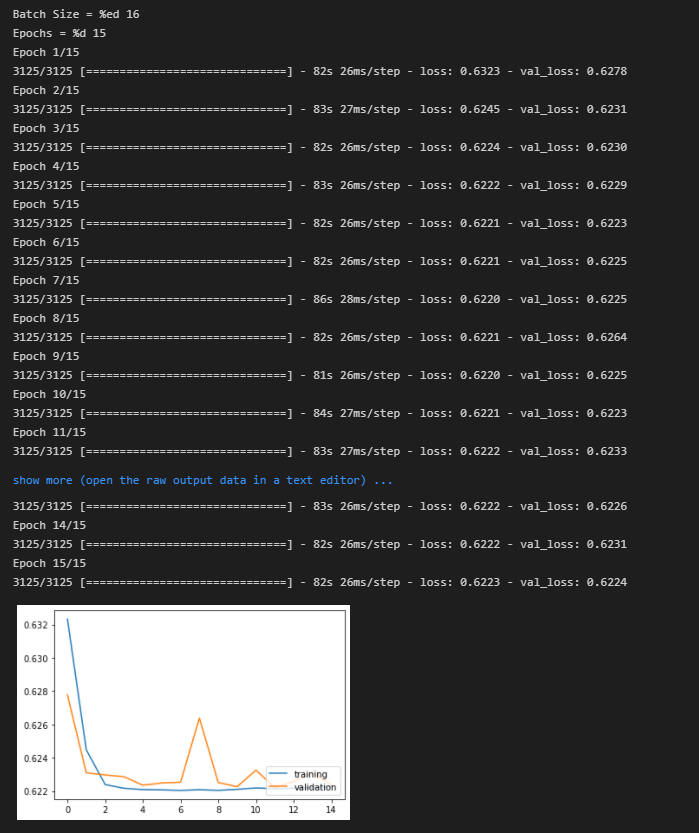 Batch Size = %ed 16
Epochs = %d 15
Epoch 1/15
3125/3125 [==============================] - 82s 26ms/step - loss: 0.6323 - val_loss: 0.6278
Epoch 2/15
3125/3125 [==============================] - 83s 27ms/step - loss: 0.6245 - val_loss: 0.6231
Epoch 3/15
3125/3125 [==============================] - 82s 26ms/step - loss: 0.6224 - val_loss: 0.6230
Epoch 4/15
3125/3125 [==============================] - 83s 26ms/step - loss: 0.6222 - val_loss: 0.6229
Epoch 5/15
3125/3125 [==============================] - 82s 26ms/step - loss: 0.6221 - val_loss: 0.6223
Epoch 6/15
3125/3125 [==============================] - 82s 26ms/step - loss: 0.6221 - val_loss: 0.6225
Epoch 7/15
3125/3125 [==============================] - 86s 28ms/step - loss: 0.6220 - val_loss: 0.6225
Epoch 8/15
3125/3125 [==============================] - 82s 26ms/step - loss: 0.6221 - val_loss: 0.6264
Epoch 9/15
3125/3125 [==============================] - 81s 26ms/step - loss: 0.6220 - val_loss: 0.6225
Epoch 10/15
3125/3125 [==============================] - 84s 27ms/step - loss: 0.6221 - val_loss: 0.6223
Epoch 11/15
3125/3125 [==============================] - 83s 27ms/step - loss: 0.6222 - val_loss: 0.6233
show more (open the raw output data in a text editor) ...
3125/3125 [==============================] - 83s 26ms/step - loss: 0.6222 - val_loss: 0.6226
Epoch 14/15
3125/3125 [==============================] - 82s 26ms/step - loss: 0.6222 - val_loss: 0.6231
Epoch 15/15
3125/3125 [==============================] - 82s 26ms/step - loss: 0.6223 - val_loss: 0.6224
0.632
0.630
0.628
0.626
0.624
0.622
training
validation
0 2 4 6 8 10 12 14